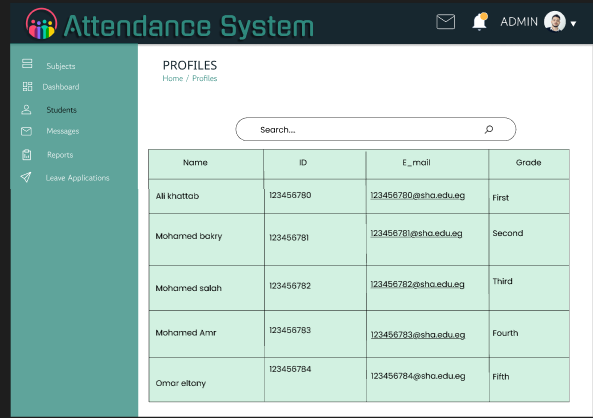 Attendance System
ADMIN
Subjects
Dashboard
Students
Messages
Reports
Leave Applications
PROFILES
Home / Profiles
Search...
Name ID E_mail Grade
Ali khattab 123456780 123456780@sha.edu.eg First
Mohamed bakry 123456781 123456781@sha.edu.eg Second
Mohamed salah 123456782 123456782@sha.edu.eg Third
Mohamed Amr 123456783 123456783@sha.edu.eg Fourth
Omar eltony 123456784 123456784@sha.edu.eg Fifth